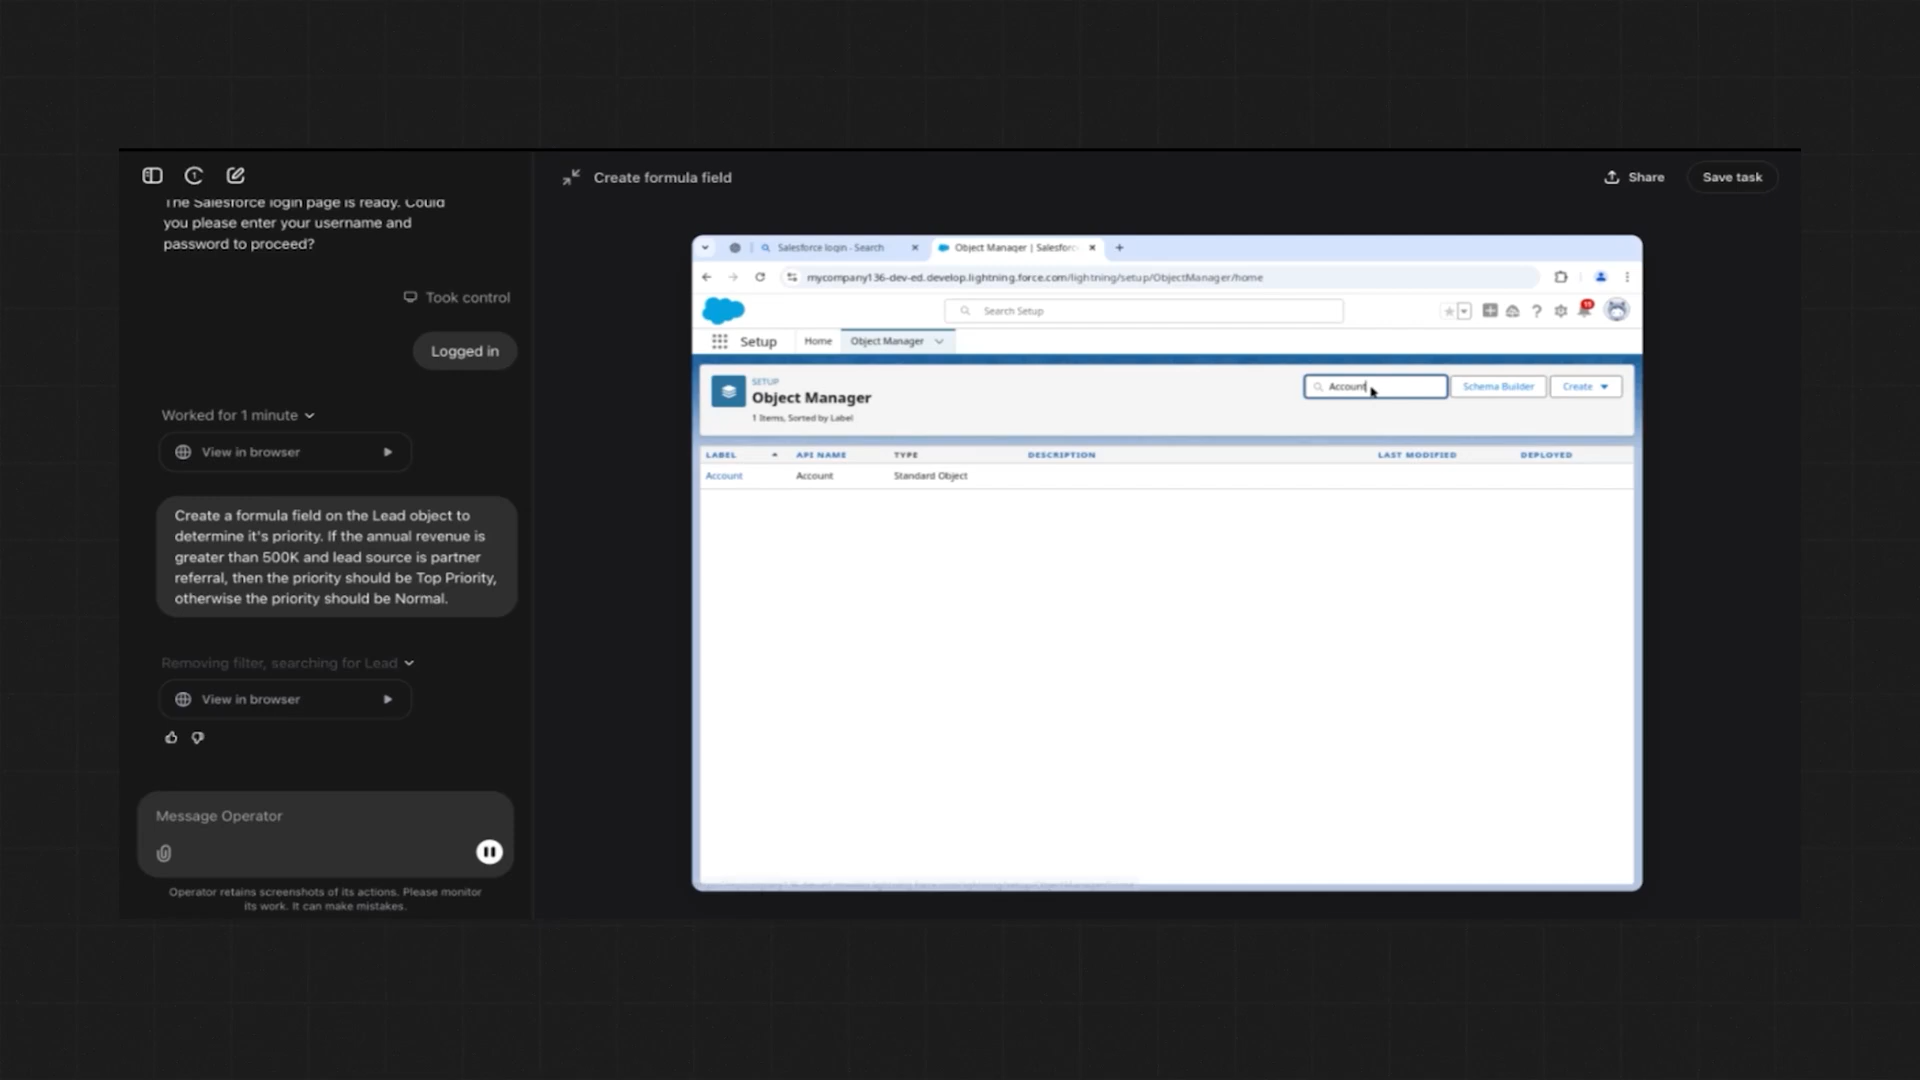 The Salesforce login page is ready. Could
you please enter your username and
password to proceed?
Took control
Logged in
Worked for 1 minute
View in browser
Create a formula field on the Lead object to
determine it's priority. If the annual revenue is
greater than 500K and lead source is partner
referral, then the priority should be Top Priority,
otherwise the priority should be Normal.
Removing filter, searching for Lead
View in browser
Message Operator
Operator retains screenshots of its actions. Please monitor
its work. It can make mistakes.
Create formula field
Share
Save task
Salesforce login - Search
Object Manager | Salesforc
mycompany136-dev-ed.develop.lightning.force.com/lightning/setup/ObjectManager/home
Search Setup
Setup
Home
Object Manager
SETUP
Object Manager
1 Items, Sorted by Label
Account
Schema Builder
Create
LABEL API NAME TYPE DESCRIPTION LAST MODIFIED DEPLOYED
Account Account Standard Object